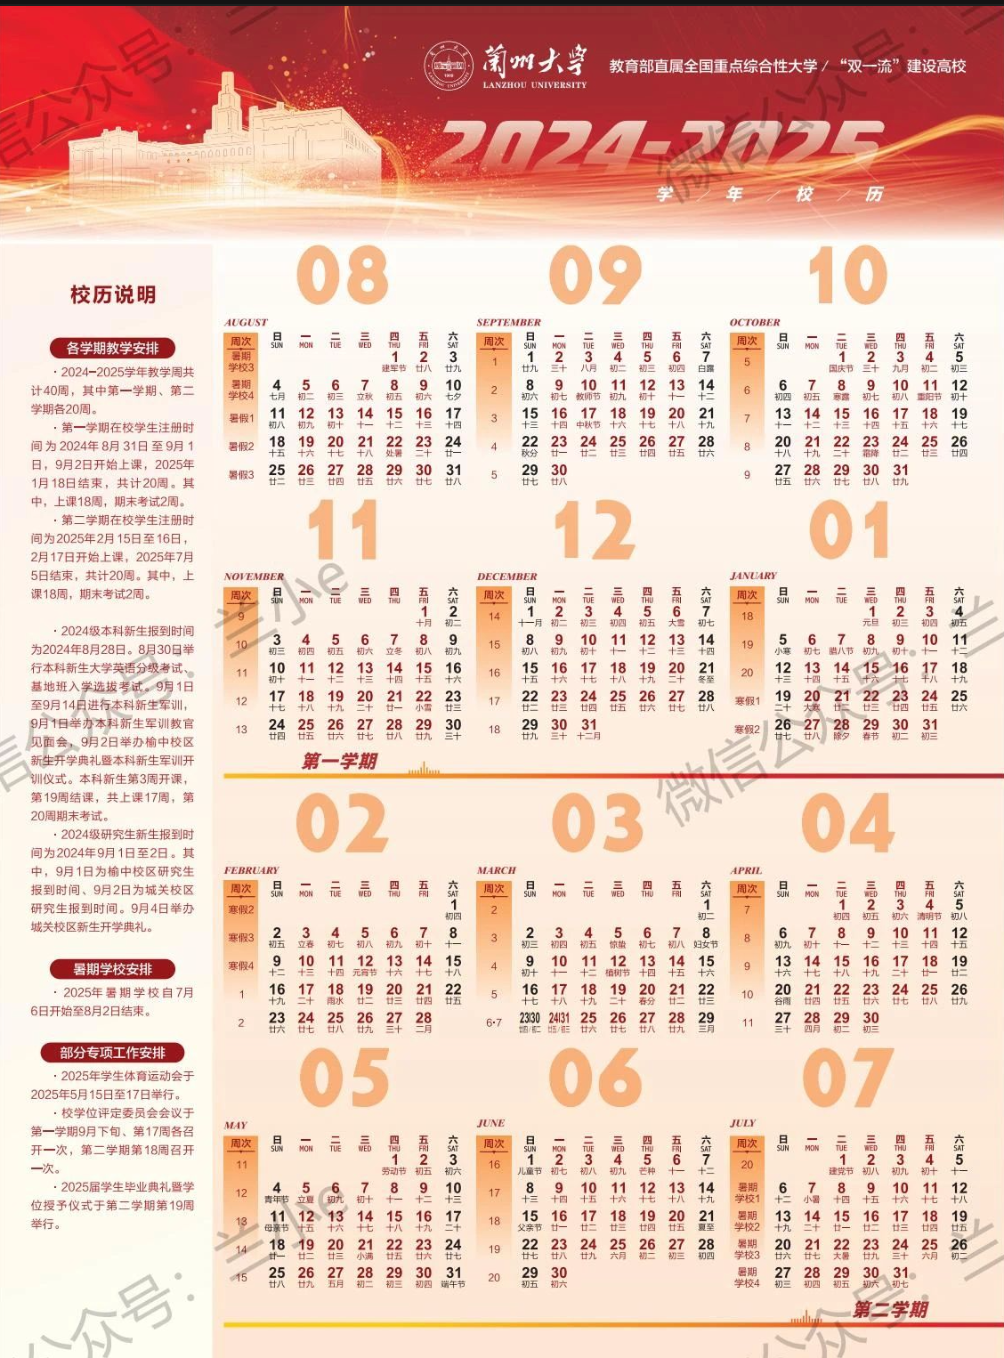 兰州大学
LANZHOU UNIVERSITY
教育部直属全国重点综合性大学 / “双一流”建设高校
2024-2025
学 / 年 / 校 / 历
校历说明
各学期教学安排
· 2024-2025学年教学周共
计40周，其中第一学期、第二
学期各20周。
· 第一学期在校学生注册时
间为2024年8月31日至9月1
日，9月2日开始上课，2025年
1月18日结束，共计20周。其
中，上课18周，期末考试2周。
· 第二学期在校学生注册时
间为2025年2月15日至16日，
2月17日开始上课，2025年7月
5日结束，共计20周。其中，上
课18周，期末考试2周。
· 2024级本科新生报到时间
为2024年8月28日。8月30日举
行本科新生大学英语分级考试、
基地班入学选拔考试。9月1日
至9月14日进行本科新生军训，
9月1日举办本科新生军训教官
见面会，9月2日举办榆中校区
新生开学典礼暨本科新生军训开
训仪式。本科新生第3周开课，
第19周结课，共上课17周，第
20周期末考试。
· 2024级研究生新生报到时
间为2024年9月1日至2日。其
中，9月1日为榆中校区研究生
报到时间、9月2日为城关校区
研究生报到时间。9月4日举办
城关校区新生开学典礼。
暑期学校安排
· 2025年暑期学校自7月
6日开始至8月2日结束。
部分专项工作安排
· 2025年学生体育运动会于
2025年5月15日至17日举行。
· 校学位评定委员会会议于
第一学期9月下旬、第17周各召
开一次，第二学期第18周召开
一次。
· 2025届学生毕业典礼暨学
位授予仪式于第二学期第19周
举行。
08
AUGUST
周次 日 一 二 三 四 五 六
SUN MON TUE WED THU FRI SAT
暑期学校3 1 2 3
建军节 廿八 廿九
暑期学校4 4 5 6 7 8 9 10
七月 初二 初三 立秋 初五 初六 七夕
暑假1 11 12 13 14 15 16 17
初八 初九 初十 十一 十二 十三 十四
暑假2 18 19 20 21 22 23 24
十五 十六 十七 十八 处暑 二十 廿一
暑假3 25 26 27 28 29 30 31
廿二 廿三 廿四 廿五 廿六 廿七 廿八
09
SEPTEMBER
周次 日 一 二 三 四 五 六
SUN MON TUE WED THU FRI SAT
1 1 2 3 4 5 6 7
廿九 三十 八月 初二 初三 初四 白露
2 8 9 10 11 12 13 14
初六 初七 教师节 初九 初十 十一 十二
3 15 16 17 18 19 20 21
十三 十四 中秋节 十六 十七 十八 十九
4 22 23 24 25 26 27 28
秋分 廿一 廿二 廿三 廿四 廿五 廿六
5 29 30
廿七 廿八
10
OCTOBER
周次 日 一 二 三 四 五 六
SUN MON TUE WED THU FRI SAT
5 1 2 3 4 5
国庆节 三十 九月 初二 初三
6 6 7 8 9 10 11 12
初四 初五 寒露 初七 初八 重阳节 初十
7 13 14 15 16 17 18 19
十一 十二 十三 十四 十五 十六 十七
8 20 21 22 23 24 25 26
十八 十九 二十 霜降 廿二 廿三 廿四
9 27 28 29 30 31
廿五 廿六 廿七 廿八 廿九
11
NOVEMBER
周次 日 一 二 三 四 五 六
SUN MON TUE WED THU FRI SAT
9 1 2
十月 初二
10 3 4 5 6 7 8 9
初三 初四 初五 初六 立冬 初八 初九
11 10 11 12 13 14 15 16
初十 十一 十二 十三 十四 十五 十六
12 17 18 19 20 21 22 23
十七 十八 十九 二十 廿一 小雪 廿三
13 24 25 26 27 28 29 30
廿四 廿五 廿六 廿七 廿八 廿九 三十
12
DECEMBER
周次 日 一 二 三 四 五 六
SUN MON TUE WED THU FRI SAT
14 1 2 3 4 5 6 7
十一月 初二 初三 初四 初五 大雪 初七
15 8 9 10 11 12 13 14
初八 初九 初十 十一 十二 十三 十四
16 15 16 17 18 19 20 21
十五 十六 十七 十八 十九 二十 冬至
17 22 23 24 25 26 27 28
廿二 廿三 廿四 廿五 廿六 廿七 廿八
18 29 30 31
廿九 三十 十二月
01
JANUARY
周次 日 一 二 三 四 五 六
SUN MON TUE WED THU FRI SAT
18 1 2 3 4
元旦 初三 初四 初五
19 5 6 7 8 9 10 11
小寒 初七 腊八节 初九 初十 十一 十二
20 12 13 14 15 16 17 18
十三 十四 十五 十六 十七 十八 十九
寒假1 19 20 21 22 23 24 25
二十 大寒 廿二 廿三 廿四 廿五 廿六
寒假2 26 27 28 29 30 31
廿七 廿八 除夕 春节 初二 初三
第一学期
02
FEBRUARY
周次 日 一 二 三 四 五 六
SUN MON TUE WED THU FRI SAT
寒假2 1
初四
寒假3 2 3 4 5 6 7 8
初五 立春 初七 初八 初九 初十 十一
寒假4 9 10 11 12 13 14 15
十二 十三 十四 元宵节 十六 十七 十八
1 16 17 18 19 20 21 22
十九 二十 雨水 廿二 廿三 廿四 廿五
2 23 24 25 26 27 28
廿六 廿七 廿八 廿九 三十 二月
03
MARCH
周次 日 一 二 三 四 五 六
SUN MON TUE WED THU FRI SAT
2 1
初二
3 2 3 4 5 6 7 8
初三 初四 初五 惊蛰 初七 初八 妇女节
4 9 10 11 12 13 14 15
初十 十一 十二 植树节 十四 十五 十六
5 16 17 18 19 20 21 22
十七 十八 十九 二十 春分 廿二 廿三
6·7 23/30 24/31 25 26 27 28 29
廿六 廿七 廿八 廿九 三月
04
APRIL
周次 日 一 二 三 四 五 六
SUN MON TUE WED THU FRI SAT
7 1 2 3 4 5
初四 初五 初六 清明节 初八
8 6 7 8 9 10 11 12
初九 初十 十一 十二 十三 十四 十五
9 13 14 15 16 17 18 19
十六 十七 十八 十九 二十 廿一 廿二
10 20 21 22 23 24 25 26
谷雨 廿四 廿五 廿六 廿七 廿八 廿九
11 27 28 29 30
三十 四月 初二 初三
05
MAY
周次 日 一 二 三 四 五 六
SUN MON TUE WED THU FRI SAT
11 1 2 3
劳动节 初五 初六
12 4 5 6 7 8 9 10
青年节 立夏 初九 初十 十一 十二 十三
13 11 12 13 14 15 16 17
母亲节 十五 十六 十七 十八 十九 二十
14 18 19 20 21 22 23 24
廿一 廿二 廿三 小满 廿五 廿六 廿七
15 25 26 27 28 29 30 31
廿八 廿九 五月 初二 初三 初四 端午节
06
JUNE
周次 日 一 二 三 四 五 六
SUN MON TUE WED THU FRI SAT
16 1 2 3 4 5 6 7
儿童节 初七 初八 初九 芒种 十一 十二
17 8 9 10 11 12 13 14
十三 十四 十五 十六 十七 十八 十九
18 15 16 17 18 19 20 21
父亲节 廿一 廿二 廿三 廿四 廿五 夏至
19 22 23 24 25 26 27 28
廿七 廿八 廿九 六月 初二 初三 初四
20 29 30
初五 初六
07
JULY
周次 日 一 二 三 四 五 六
SUN MON TUE WED THU FRI SAT
20 1 2 3 4 5
建党节 初八 初九 初十 十一
暑期学校1 6 7 8 9 10 11 12
十二 小暑 十四 十五 十六 十七 十八
暑期学校2 13 14 15 16 17 18 19
十九 二十 廿一 廿二 廿三 廿四 廿五
暑期学校3 20 21 22 23 24 25 26
廿六 廿七 大暑 廿九 三十 六月 初二
暑期学校4 27 28 29 30 31
初三 初四 初五 初六 初七
第二学期
微信公众号：兰小e